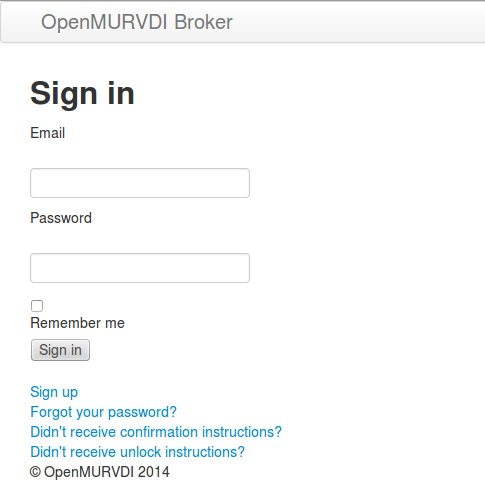 OpenMURVDI Broker
Sign in
Email
Password
Remember me
Sign in
Sign up
Forgot your password?
Didn't receive confirmation instructions?
Didn't receive unlock instructions?
© OpenMURVDI 2014